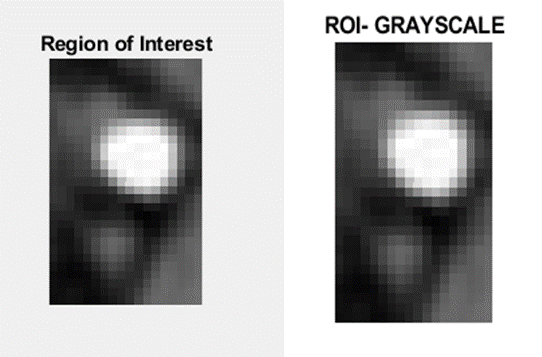 Region of Interest
ROI- GRAYSCALE